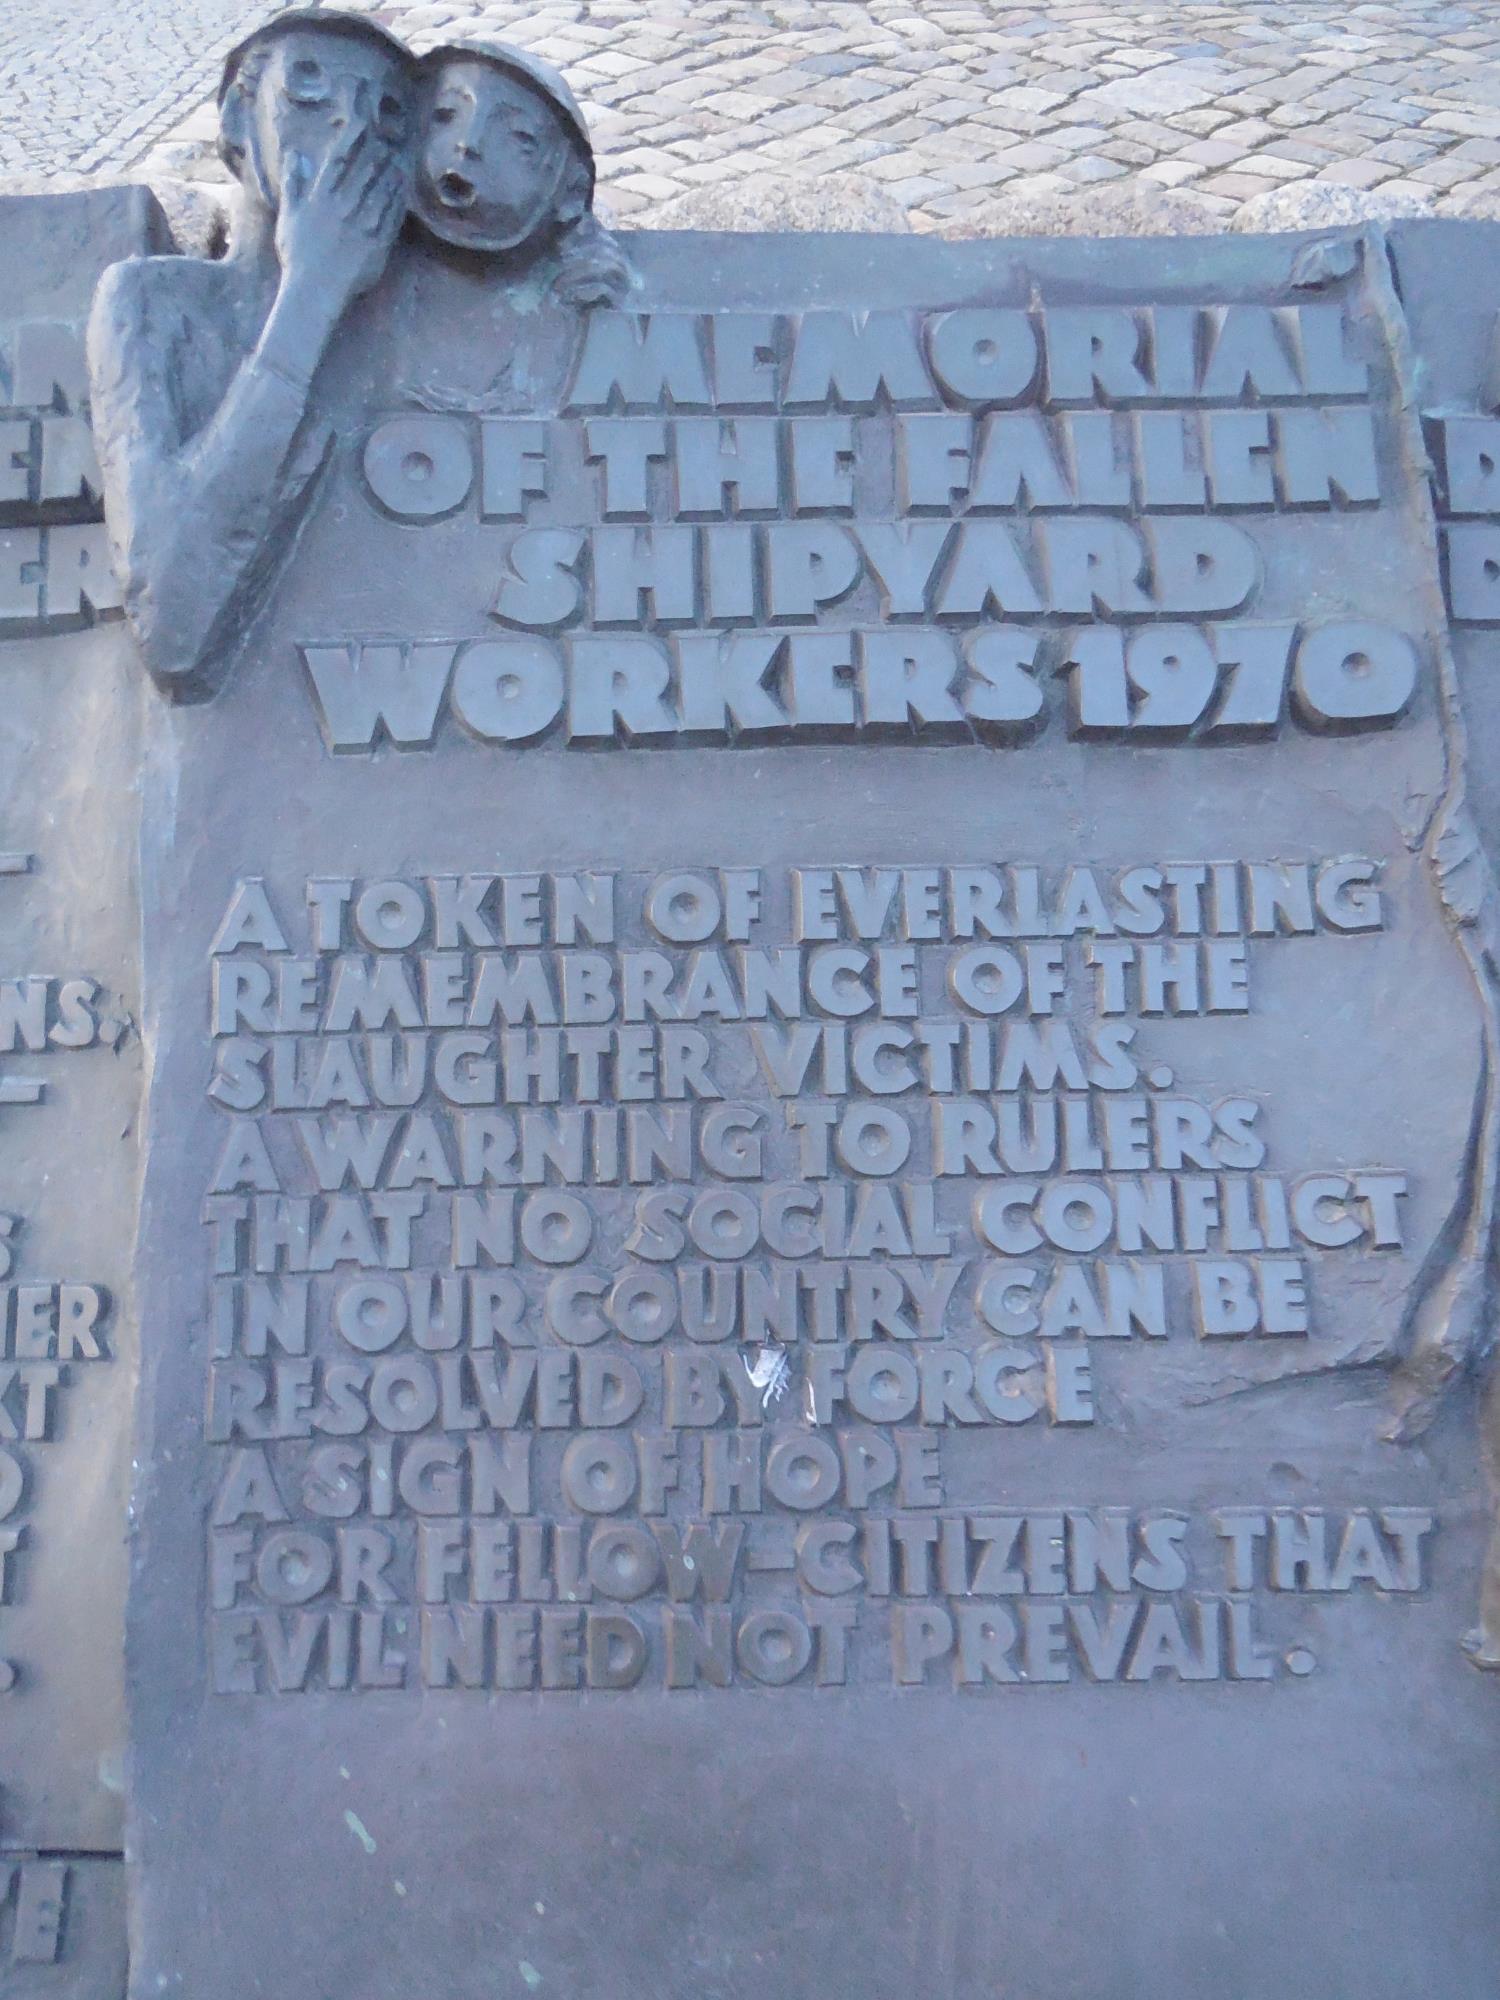 MEMORIAL
OF THE FALLEN
SHIPYARD
WORKERS 1970
A TOKEN OF EVERLASTING
REMEMBRANCE OF THE
SLAUGHTER VICTIMS.
A WARNING TO RULERS
THAT NO SOCIAL CONFLICT
IN OUR COUNTRY CAN BE
RESOLVED BY FORCE
A SIGN OF HOPE
FOR FELLOW-CITIZENS THAT
EVIL NEED NOT PREVAIL.